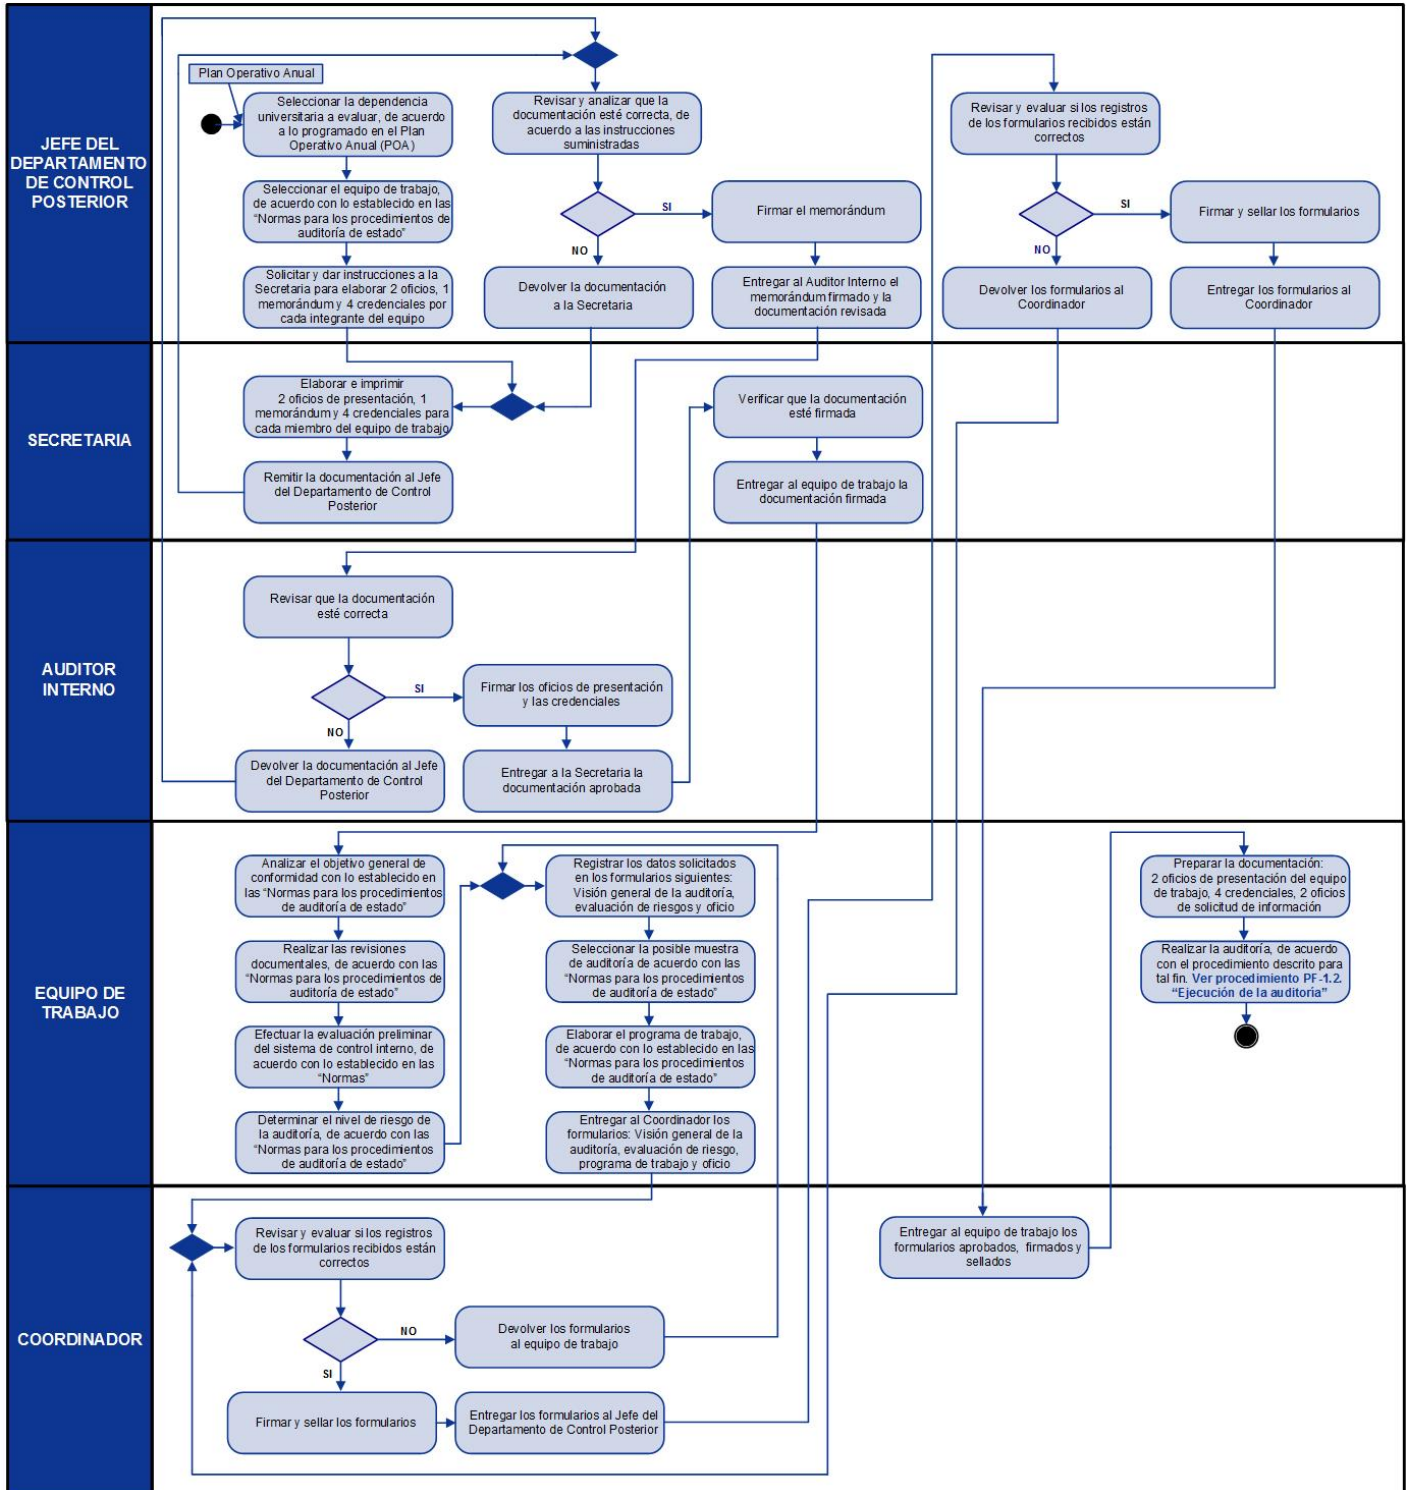 JEFE DEL
DEPARTAMENTO
DE CONTROL
POSTERIOR
Plan Operativo Anual
Seleccionar la dependencia
universitaria a evaluar, de acuerdo
a lo programado en el Plan
Operativo Anual (POA)
Seleccionar el equipo de trabajo,
de acuerdo con lo establecido en las
“Normas para los procedimientos de
auditoría de estado”
Solicitar y dar instrucciones a la
Secretaria para elaborar 2 oficios, 1
memorándum y 4 credenciales por
cada integrante del equipo
Revisar y analizar que la
documentación esté correcta, de
acuerdo a las instrucciones
suministradas
SI
NO
Firmar el memorándum
Devolver la documentación
a la Secretaria
Entregar al Auditor Interno el
memorándum firmado y la
documentación revisada
Revisar y evaluar si los registros
de los formularios recibidos están
correctos
SI
NO
Firmar y sellar los formularios
Devolver los formularios al
Coordinador
Entregar los formularios al
Coordinador
SECRETARIA
Elaborar e imprimir
2 oficios de presentación, 1
memorándum y 4 credenciales para
cada miembro del equipo de trabajo
Remitir la documentación al Jefe
del Departamento de Control
Posterior
Verificar que la documentación
esté firmada
Entregar al equipo de trabajo la
documentación firmada
AUDITOR
INTERNO
Revisar que la documentación
esté correcta
SI
NO
Firmar los oficios de presentación
y las credenciales
Devolver la documentación al Jefe
del Departamento de Control
Posterior
Entregar a la Secretaria la
documentación aprobada
EQUIPO DE
TRABAJO
Analizar el objetivo general de
conformidad con lo establecido en
las “Normas para los procedimientos
de auditoría de estado”
Realizar las revisiones
documentales, de acuerdo con las
“Normas para los procedimientos de
auditoría de estado”
Efectuar la evaluación preliminar
del sistema de control interno, de
acuerdo con lo establecido en las
“Normas”
Determinar el nivel de riesgo de
la auditoría, de acuerdo con las
“Normas para los procedimientos
de auditoría de estado”
Registrar los datos solicitados
en los formularios siguientes:
Visión general de la auditoría,
evaluación de riesgos y oficio
Seleccionar la posible muestra
de auditoría de acuerdo con las
“Normas para los procedimientos
de auditoría de estado”
Elaborar el programa de trabajo,
de acuerdo con lo establecido en las
“Normas para los procedimientos
de auditoría de estado”
Entregar al Coordinador los
formularios: Visión general de la
auditoría, evaluación de riesgo,
programa de trabajo y oficio
Preparar la documentación:
2 oficios de presentación del equipo
de trabajo, 4 credenciales, 2 oficios
de solicitud de información
Realizar la auditoría, de acuerdo
con el procedimiento descrito para
tal fin. Ver procedimiento PF-1.2.
“Ejecución de la auditoría”
COORDINADOR
Revisar y evaluar si los registros
de los formularios recibidos están
correctos
NO
SI
Devolver los formularios
al equipo de trabajo
Firmar y sellar los formularios
Entregar los formularios al Jefe del
Departamento de Control Posterior
Entregar al equipo de trabajo los
formularios aprobados, firmados y
sellados